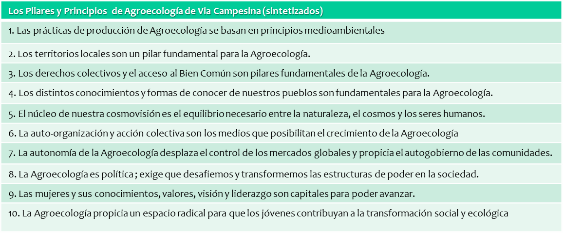 Los Pilares y Principios de Agroecología de Via Campesina (sintetizados)
1. Las prácticas de producción de Agroecología se basan en principios medioambientales
2. Los territorios locales son un pilar fundamental para la Agroecología.
3. Los derechos colectivos y el acceso al Bien Común son pilares fundamentales de la Agroecología.
4. Los distintos conocimientos y formas de conocer de nuestros pueblos son fundamentales para la Agroecología.
5. El núcleo de nuestra cosmovisión es el equilibrio necesario entre la naturaleza, el cosmos y los seres humanos.
6. La auto-organización y acción colectiva son los medios que posibilitan el crecimiento de la Agroecología
7. La autonomía de la Agroecología desplaza el control de los mercados globales y propicia el autogobierno de las comunidades.
8. La Agroecología es política; exige que desafiemos y transformemos las estructuras de poder en la sociedad.
9. Las mujeres y sus conocimientos, valores, visión y liderazgo son capitales para poder avanzar.
10. La Agroecología propicia un espacio radical para que los jóvenes contribuyan a la transformación social y ecológica